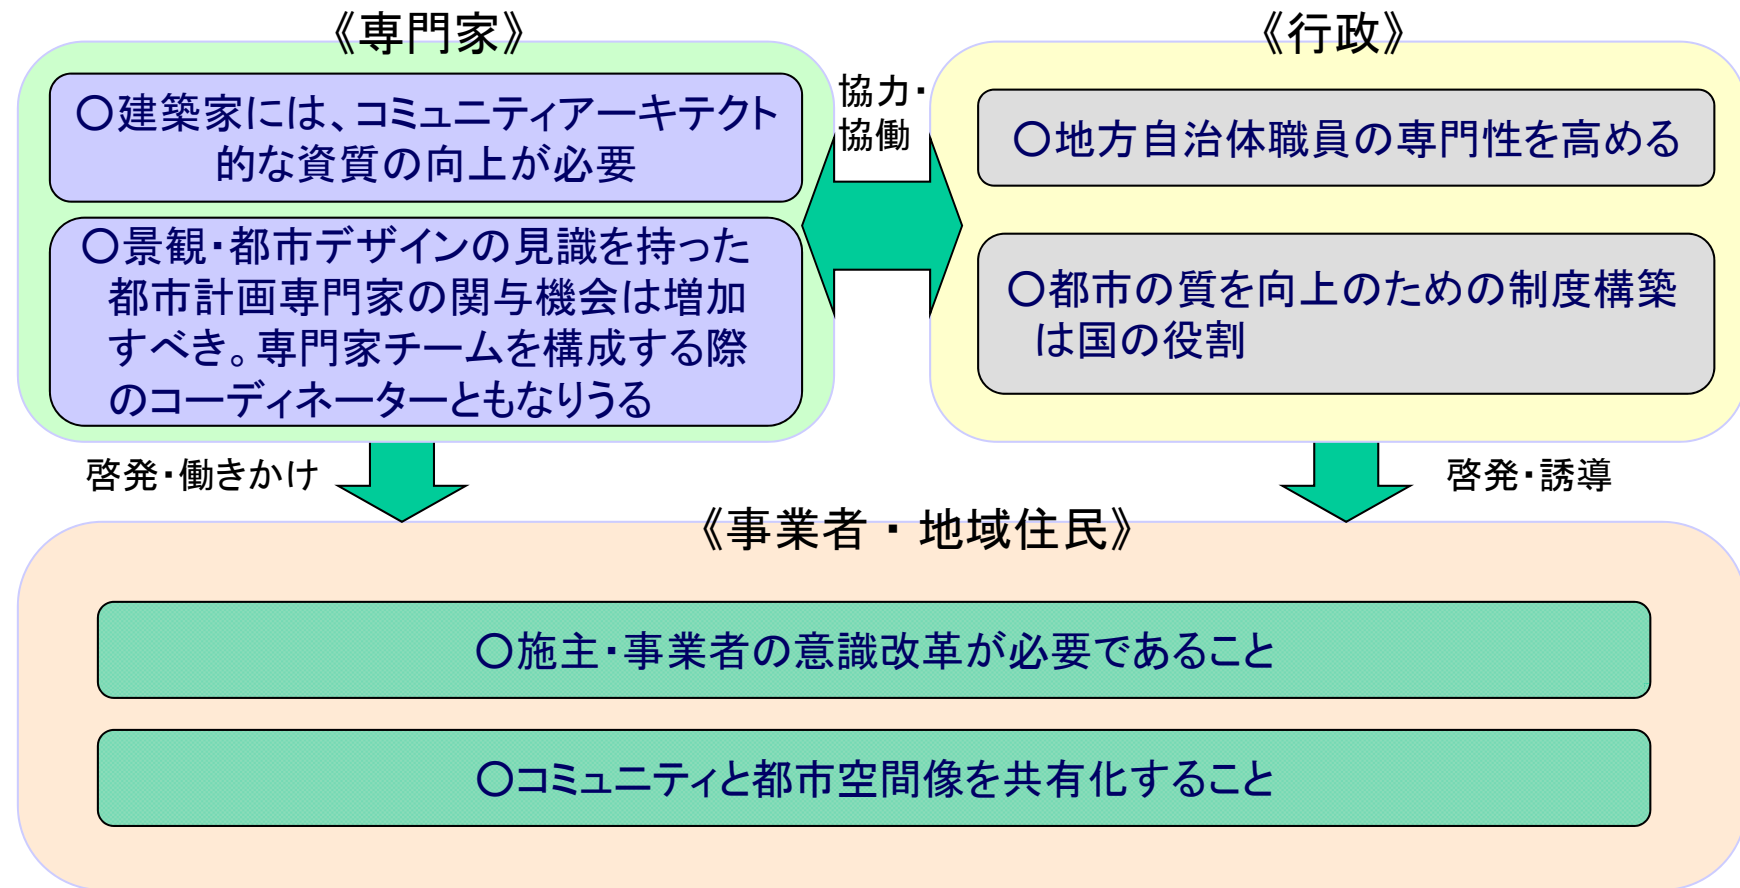 《専門家》
〇建築家には、コミュニティアーキテクト
的な資質の向上が必要
〇景観・都市デザインの見識を持った
都市計画専門家の関与機会は増加
すべき。専門家チームを構成する際
のコーディネーターともなりうる
協力・
協働
《行政》
〇地方自治体職員の専門性を高める
〇都市の質を向上のための制度構築
は国の役割
啓発・働きかけ
啓発・誘導
《事業者・地域住民》
〇施主・事業者の意識改革が必要であること
〇コミュニティと都市空間像を共有化すること